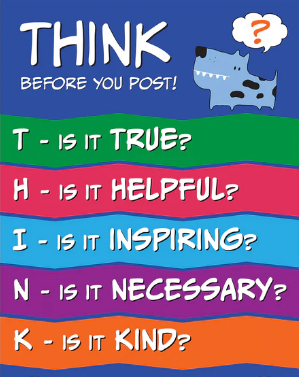 THINK
?
BEFORE YOU POST!
T - IS IT TRUE?
H - IS IT HELPFUL?
I - IS IT INSPIRING?
N - IS IT NECESSARY?
K - IS IT KIND?